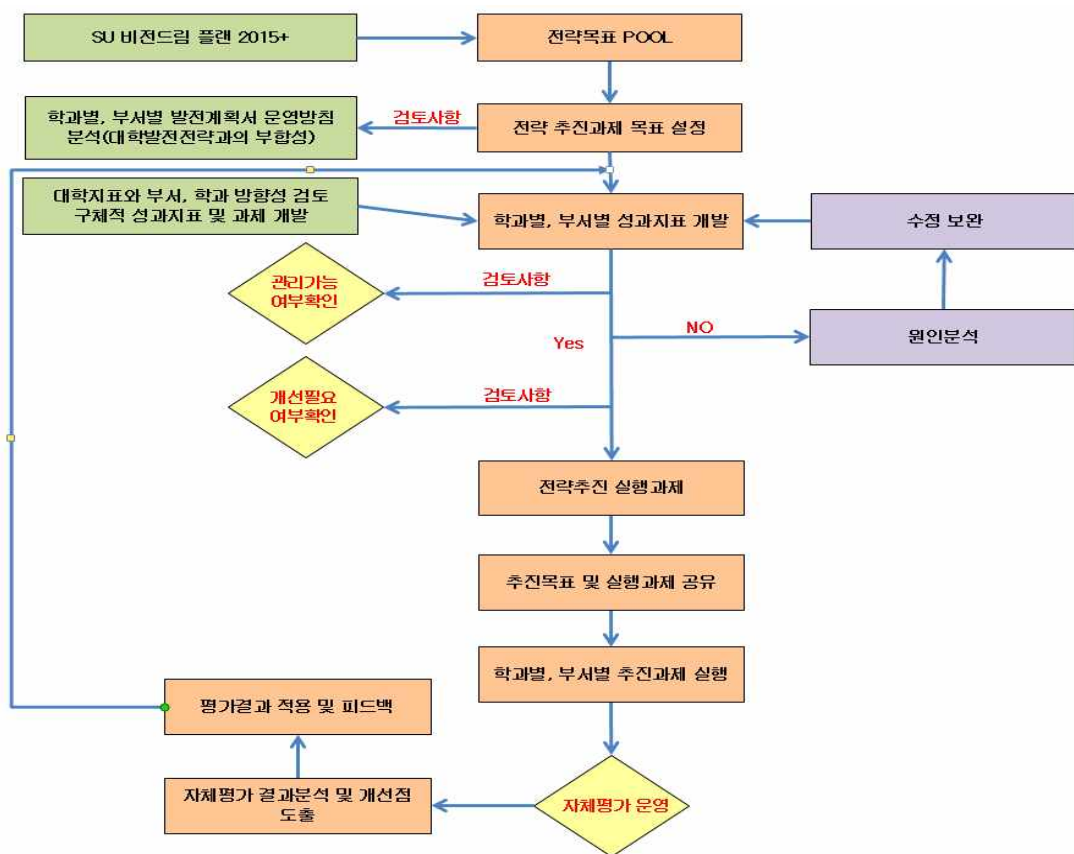 SU 비전드림 플랜 2015+
전략목표 POOL
학과별, 부서별 발전계획서 운영방침
분석(대학발전전략과의 부합성)
검토사항
전략 추진과제 목표 설정
대학지표와 부서, 학과 방향성 검토
구체적 성과지표 및 과제 개발
학과별, 부서별 성과지표 개발
수정 보완
관리가능
여부확인
검토사항
Yes
NO
원인분석
개선필요
여부확인
검토사항
전략추진 실행과제
추진목표 및 실행과제 공유
학과별, 부서별 추진과제 실행
평가결과 적용 및 피드백
자체평가 결과분석 및 개선점
도출
자체평가 운영